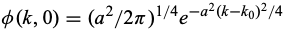 ϕ(k, 0) = (a²/2π)^{1/4} e^{−a²(k−k₀)²/4}